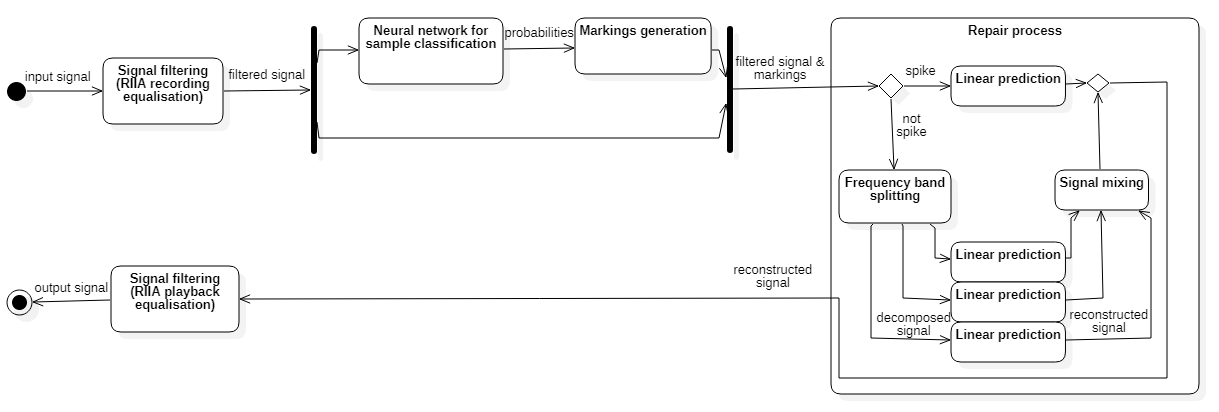 input signal
Signal filtering
(RIIA recording
equalisation)
filtered signal
Neural network for
sample classification
probabilities
Markings generation
filtered signal &
markings
Repair process
spike
Linear prediction
not
spike
Frequency band
splitting
Signal mixing
Linear prediction
Linear prediction
Linear prediction
decomposed
signal
reconstructed
signal
reconstructed
signal
Signal filtering
(RIIA playback
equalisation)
output signal